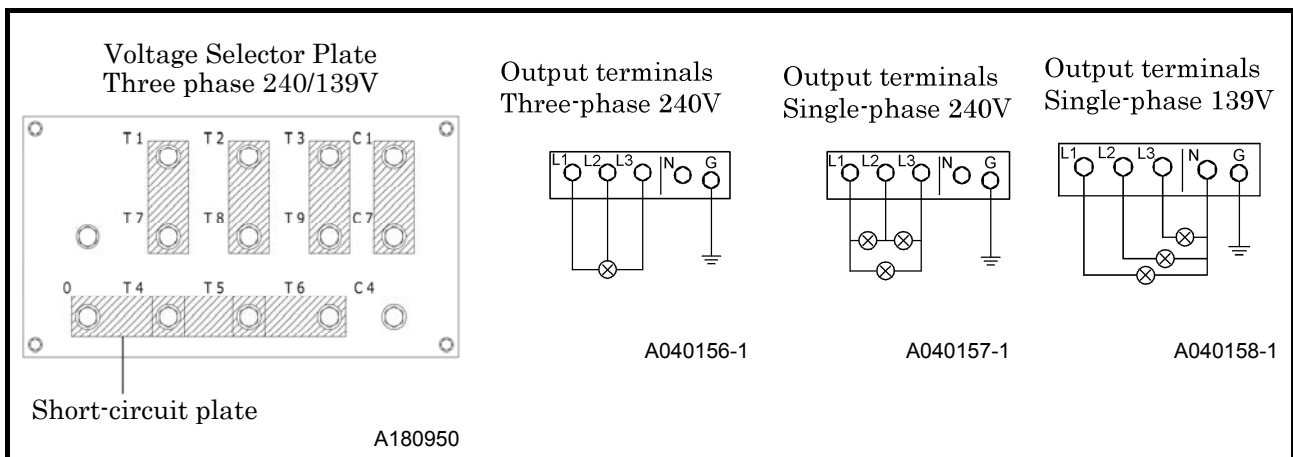 Voltage Selector Plate
Three phase 240/139V
T1 T2 T3 C1
T7 T8 T9 C7
0 T4 T5 T6 C4
Short-circuit plate
A180950
Output terminals
Three-phase 240V
L1 L2 L3 N G
A040156-1
Output terminals
Single-phase 240V
L1 L2 L3 N G
A040157-1
Output terminals
Single-phase 139V
L1 L2 L3 N G
A040158-1